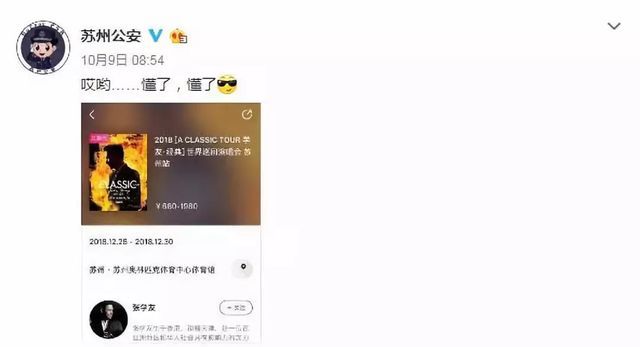 苏州公安
10月9日 08:54
哎哟……懂了，懂了
2018 [A CLASSIC TOUR 学
友·经典] 世界巡回演唱会 苏
州站
CLASSIC
¥ 660-1980
2018.12.28 - 2018.12.30
苏州·苏州奥林匹克体育中心体育馆
张学友
+ 关注